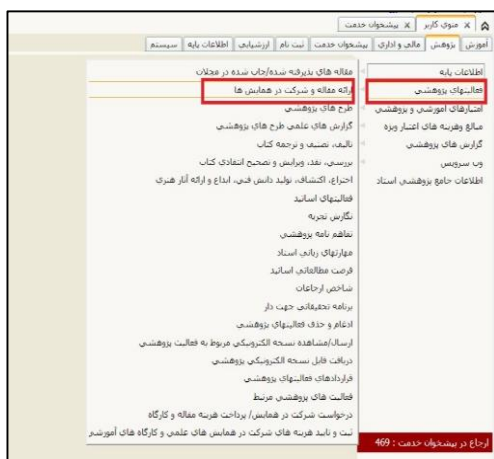 منوی کاربر x پیشخوان خدمت x
آموزش پژوهش مالی و اداری پیشخوان خدمت ثبت نام ارزشیابی اطلاعات پایه سیستم
اطلاعات پایه
فعالیتهای پژوهشی
امتیازهای آموزشی و پژوهشی
مبالغ وهزینه های اعتبار ویژه
گزارش های پژوهشی
وب سرویس
اطلاعات جامع پژوهشی استاد
مقاله های پذیرفته شده/چاپ شده در مجلات
ارائه مقاله و شرکت در همایش ها
طرح های پژوهشی
گزارش های علمی طرح های پژوهشی
تالیف، تصنیف و ترجمه کتاب
بررسی، نقد، ویرایش و تصحیح انتقادی کتاب
اختراع، اکتشاف، تولید دانش فنی، ابداع و ارائه آثار هنری
فعالیتهای اساتید
نگارش تجربه
تفاهم نامه پژوهشی
مهارتهای زبانی استاد
فرصت مطالعاتی اساتید
شاخص ارجاعات
برنامه تحقیقاتی جهت دار
ادغام و حذف فعالیتهای پژوهشی
ارسال/مشاهده نسخه الکترونیکی مربوط به فعالیت پژوهشی
دریافت فایل نسخه الکترونیکی پژوهشی
قراردادهای فعالیتهای پژوهشی
فعالیت های پژوهشی مرتبط
درخواست شرکت در همایش/ پرداخت هزینه مقاله و کارگاه
ثبت و تایید هزینه های شرکت در همایش های علمی و کارگاه های آموزشی
ارجاع در پیشخوان خدمت : 469